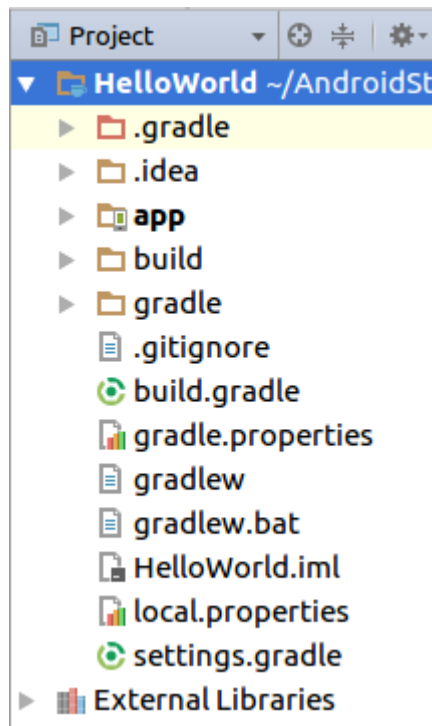 Project
HelloWorld ~/AndroidSt
.gradle
.idea
app
build
gradle
.gitignore
build.gradle
gradle.properties
gradlew
gradlew.bat
HelloWorld.iml
local.properties
settings.gradle
External Libraries